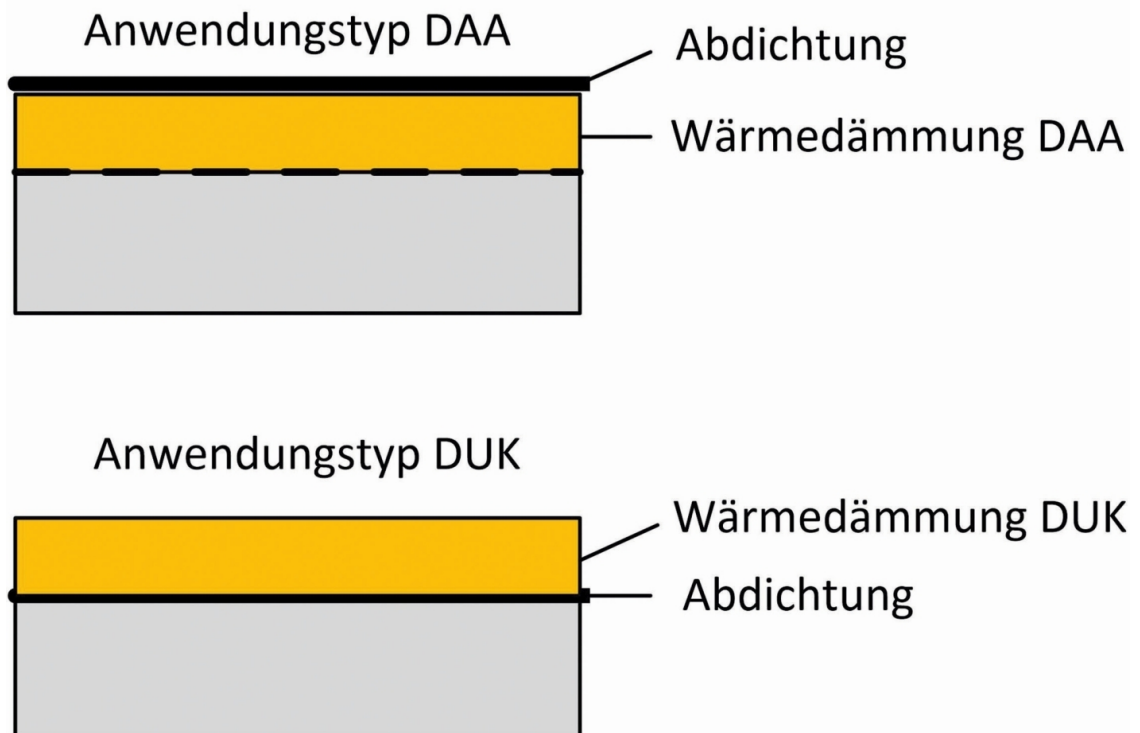 Anwendungstyp DAA
Abdichtung
Wärmedämmung DAA
Anwendungstyp DUK
Wärmedämmung DUK
Abdichtung